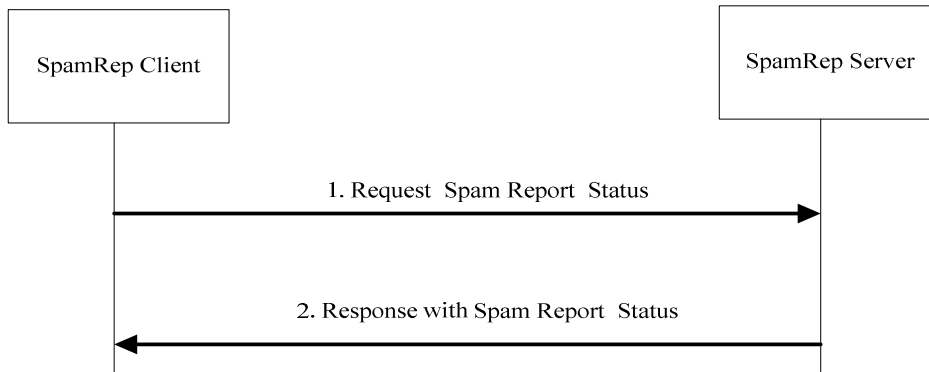 SpamRep Client
SpamRep Server
1. Request Spam Report Status
2. Response with Spam Report Status